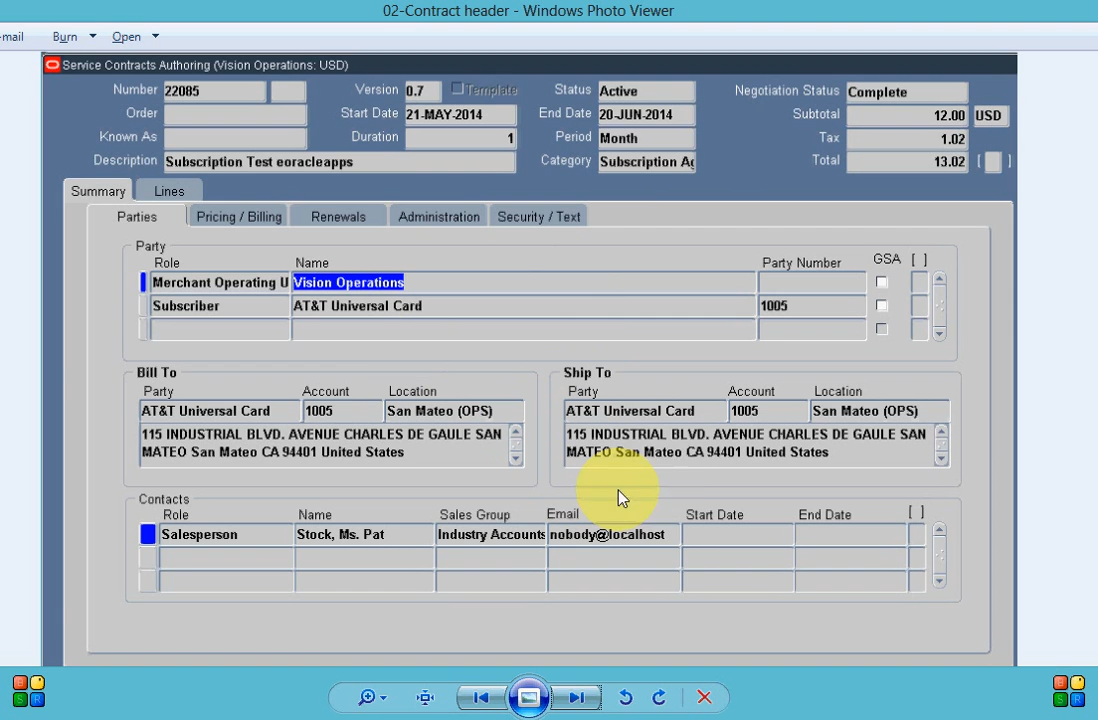 02-Contract header - Windows Photo Viewer
-mail Burn Open
Service Contracts Authoring (Vision Operations: USD)
Number 22085 Version 0.7 Template Status Active Negotiation Status Complete
Order Start Date 21-MAY-2014 End Date 20-JUN-2014 Subtotal 12.00 USD
Known As Duration 1 Period Month Tax 1.02
Description Subscription Test eoracleapps Category Subscription Ag Total 13.02 [ ]
Summary Lines
Parties Pricing / Billing Renewals Administration Security / Text
Party
Role Name Party Number GSA [ ]
Merchant Operating U Vision Operations
Subscriber AT&T Universal Card 1005
Bill To Ship To
Party Account Location Party Account Location
AT&T Universal Card 1005 San Mateo (OPS) AT&T Universal Card 1005 San Mateo (OPS)
115 INDUSTRIAL BLVD. AVENUE CHARLES DE GAULE SAN 115 INDUSTRIAL BLVD. AVENUE CHARLES DE GAULE SAN
MATEO San Mateo CA 94401 United States MATEO San Mateo CA 94401 United States
Contacts
Role Name Sales Group Email Start Date End Date [ ]
Salesperson Stock, Ms. Pat Industry Accounts nobody@localhost
E S R E S R